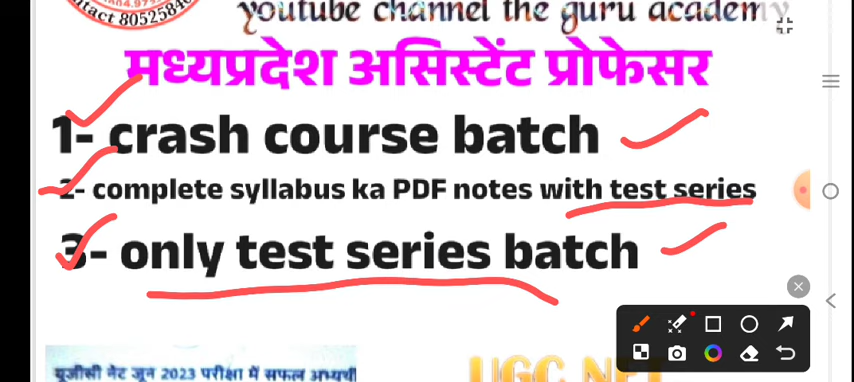 youtube channel the guru academy
मध्यप्रदेश असिस्टेंट प्रोफेसर
1- crash course batch
2- complete syllabus ka PDF notes with test series
3- only test series batch
यूजीसी नेट जून 2023 परीक्षा में सफल अभ्यर्थी
UGC NET